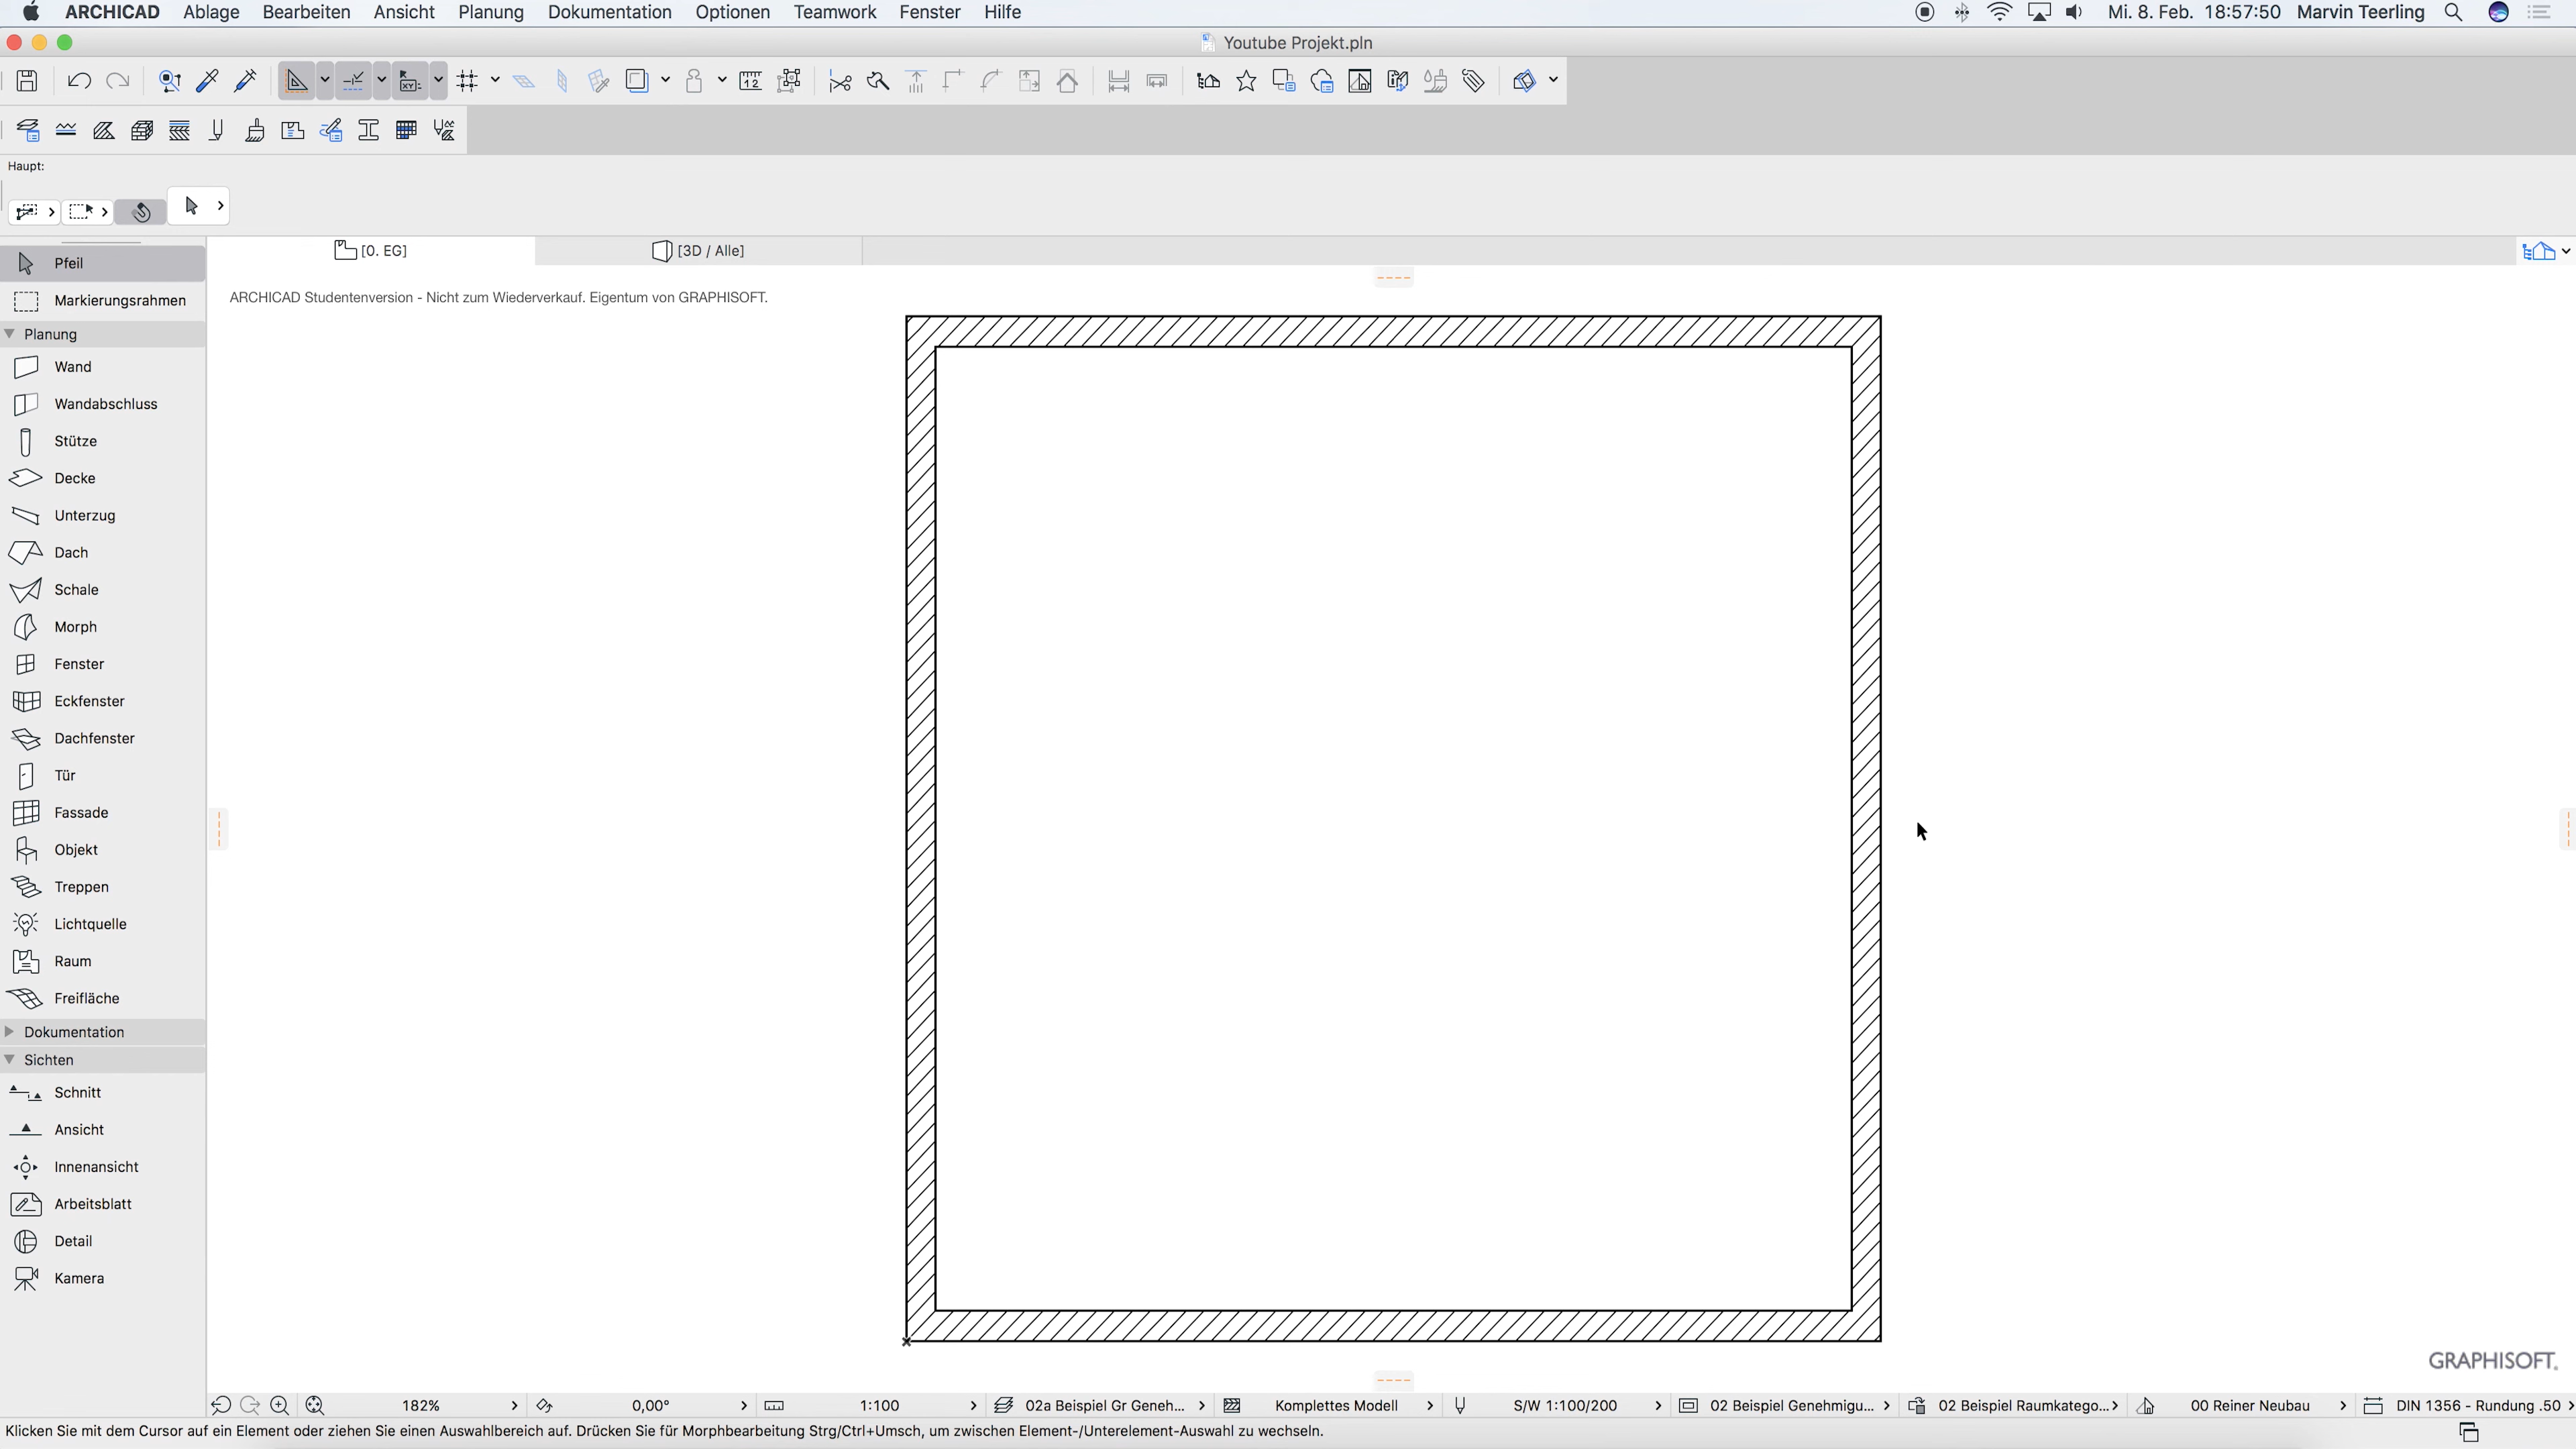 ARCHICAD Ablage Bearbeiten Ansicht Planung Dokumentation Optionen Teamwork Fenster Hilfe Mi. 8. Feb. 18:57:50 Marvin Teerling
Youtube Projekt.pln
Haupt:
[0. EG] [3D / Alle]
ARCHICAD Studentenversion - Nicht zum Wiederverkauf. Eigentum von GRAPHISOFT.
Pfeil
Markierungsrahmen
Planung
Wand
Wandabschluss
Stütze
Decke
Unterzug
Dach
Schale
Morph
Fenster
Eckfenster
Dachfenster
Tür
Fassade
Objekt
Treppen
Lichtquelle
Raum
Freifläche
Dokumentation
Sichten
Schnitt
Ansicht
Innenansicht
Arbeitsblatt
Detail
Kamera
GRAPHISOFT.
182% 0,00° 1:100 02a Beispiel Gr Geneh... Komplettes Modell S/W 1:100/200 02 Beispiel Genehmigu... 02 Beispiel Raumkatego... 00 Reiner Neubau DIN 1356 - Rundung .50
Klicken Sie mit dem Cursor auf ein Element oder ziehen Sie einen Auswahlbereich auf. Drücken Sie für Morphbearbeitung Strg/Ctrl+Umsch, um zwischen Element-/Unterelement-Auswahl zu wechseln.